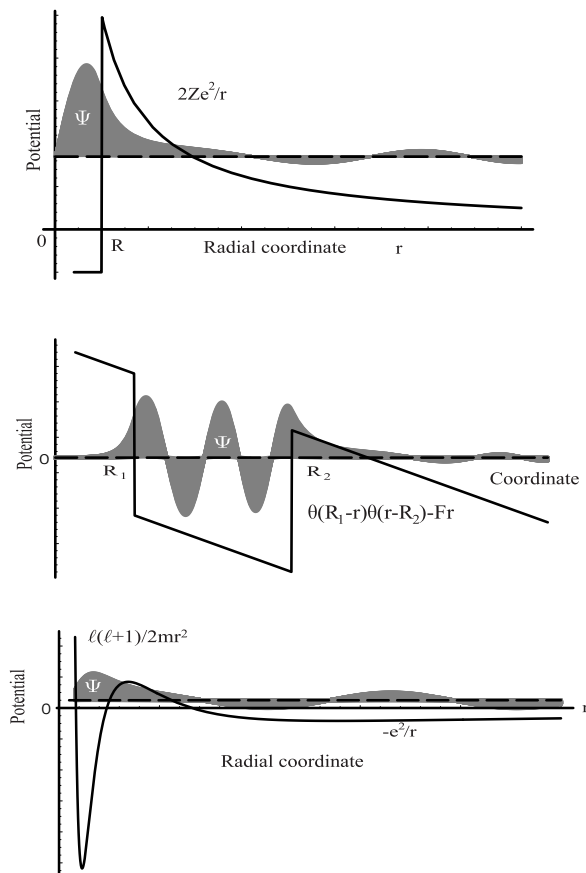 2Ze²/r
Potential
Ψ
0
R
Radial coordinate r
Potential
0
R₁
Ψ
R₂
Coordinate
θ(R₁-r)θ(r-R₂)-Fr
ℓ(ℓ+1)/2mr²
Potential
Ψ
0
r
-e²/r
Radial coordinate